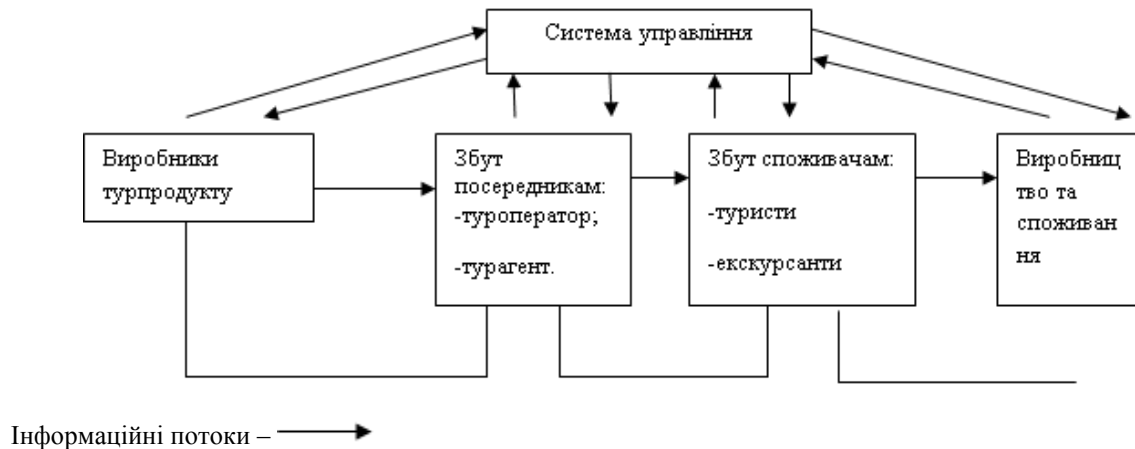 Система управління
Виробники
турпродукту
Збут
посередникам:
-туроператор;
-турагент.
Збут споживачам:
-туристи
-екскурсанти
Виробниц
тво та
споживан
ня
Інформаційні потоки –